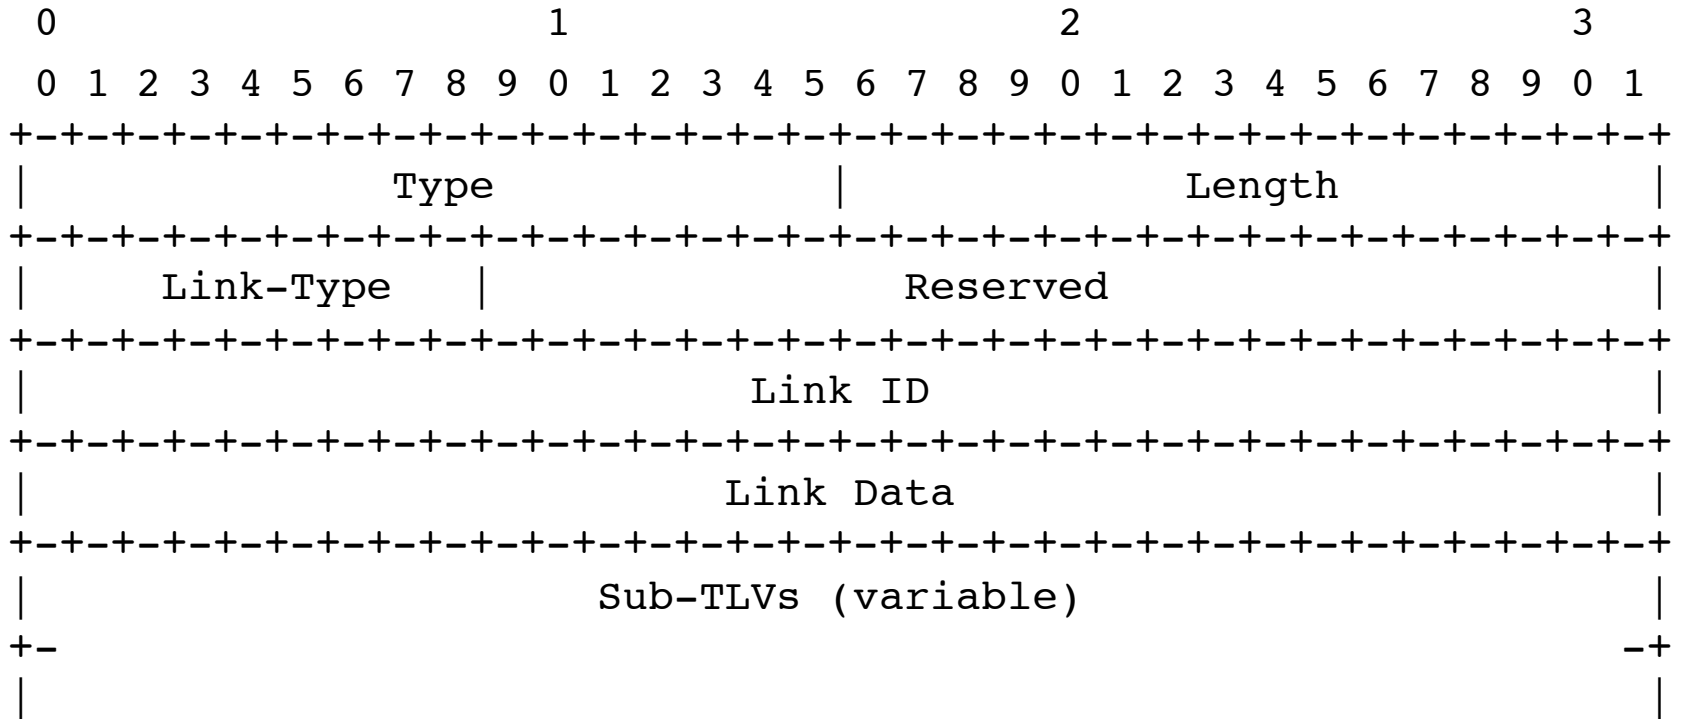 0                   1                   2                   3
 0 1 2 3 4 5 6 7 8 9 0 1 2 3 4 5 6 7 8 9 0 1 2 3 4 5 6 7 8 9 0 1
+-+-+-+-+-+-+-+-+-+-+-+-+-+-+-+-+-+-+-+-+-+-+-+-+-+-+-+-+-+-+-+-+
|              Type             |             Length            |
+-+-+-+-+-+-+-+-+-+-+-+-+-+-+-+-+-+-+-+-+-+-+-+-+-+-+-+-+-+-+-+-+
|     Link-Type   |                Reserved                     |
+-+-+-+-+-+-+-+-+-+-+-+-+-+-+-+-+-+-+-+-+-+-+-+-+-+-+-+-+-+-+-+-+
|                            Link ID                            |
+-+-+-+-+-+-+-+-+-+-+-+-+-+-+-+-+-+-+-+-+-+-+-+-+-+-+-+-+-+-+-+-+
|                           Link Data                           |
+-+-+-+-+-+-+-+-+-+-+-+-+-+-+-+-+-+-+-+-+-+-+-+-+-+-+-+-+-+-+-+-+
|                      Sub-TLVs (variable)                      |
+-                                                             -+
|                                                               |